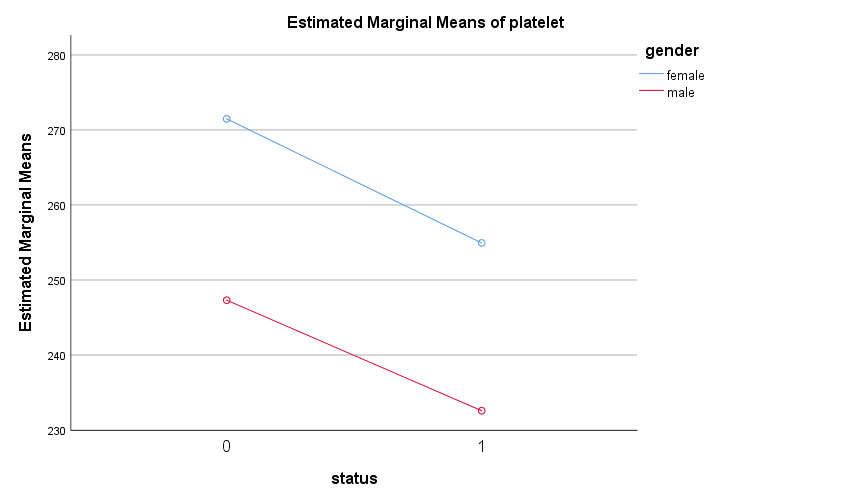 Estimated Marginal Means of platelet
gender
female
male
Estimated Marginal Means
280
270
260
250
240
230
0 1
status